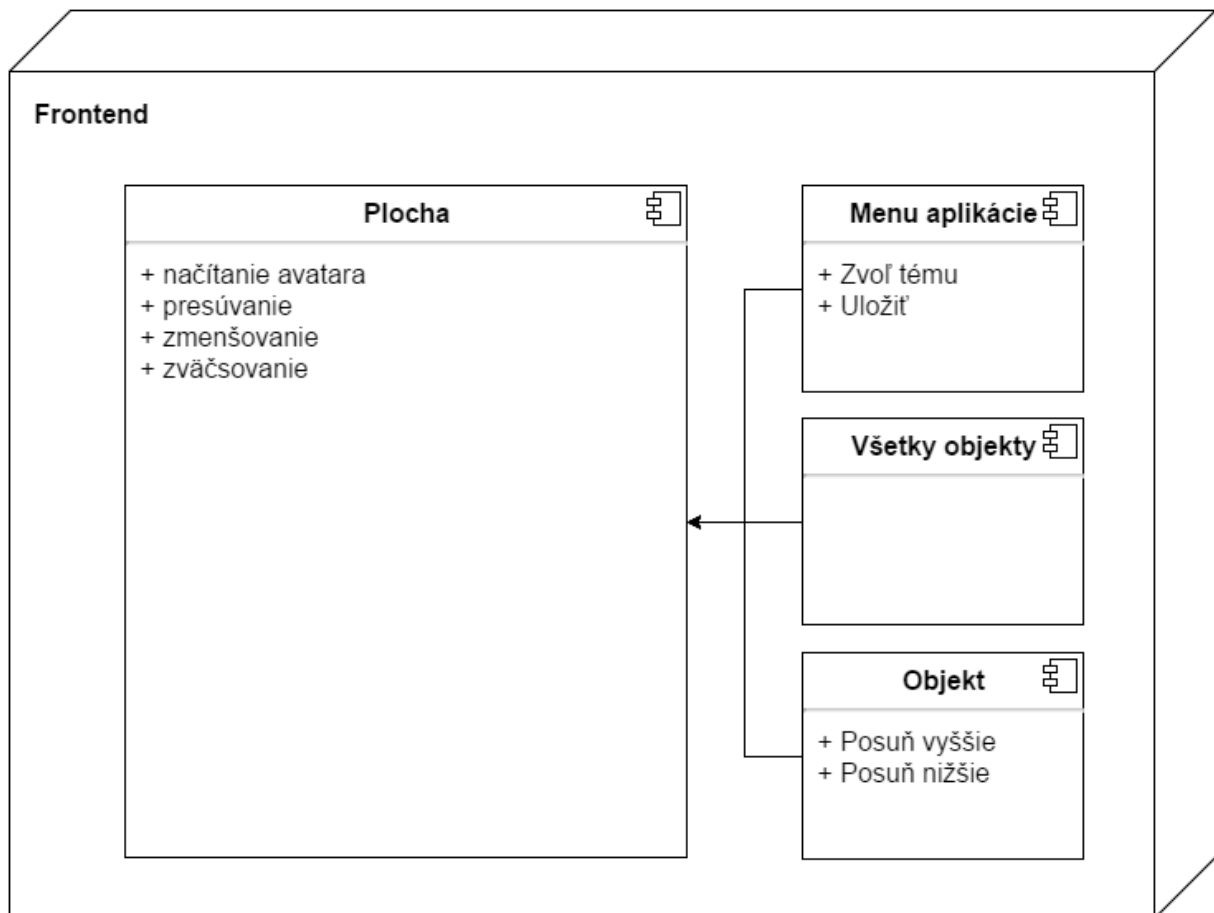 Frontend
Plocha
+ načítanie avatara
+ presúvanie
+ zmenšovanie
+ zväčsovanie
Menu aplikácie
+ Zvoľ tému
+ Uložiť
Všetky objekty
Objekt
+ Posuň vyššie
+ Posuň nižšie